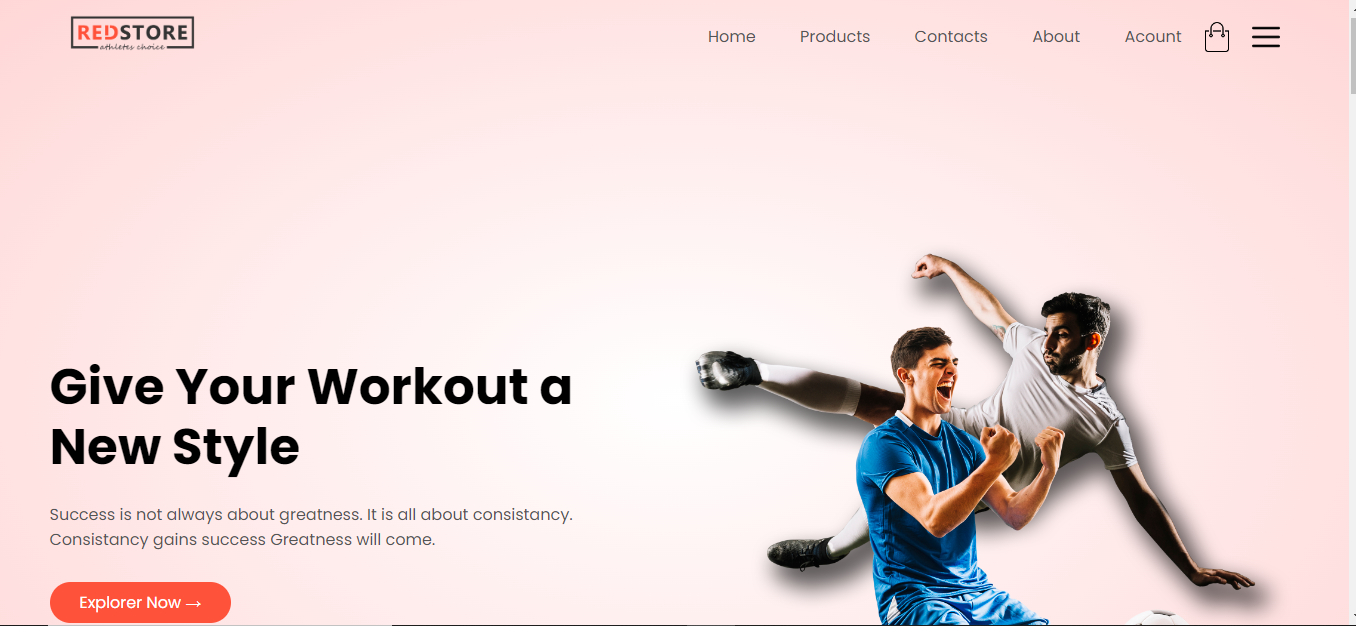 REDSTORE
athletes choice
Home Products Contacts About Acount
Give Your Workout a
New Style
Success is not always about greatness. It is all about consistancy.
Consistancy gains success Greatness will come.
Explorer Now →